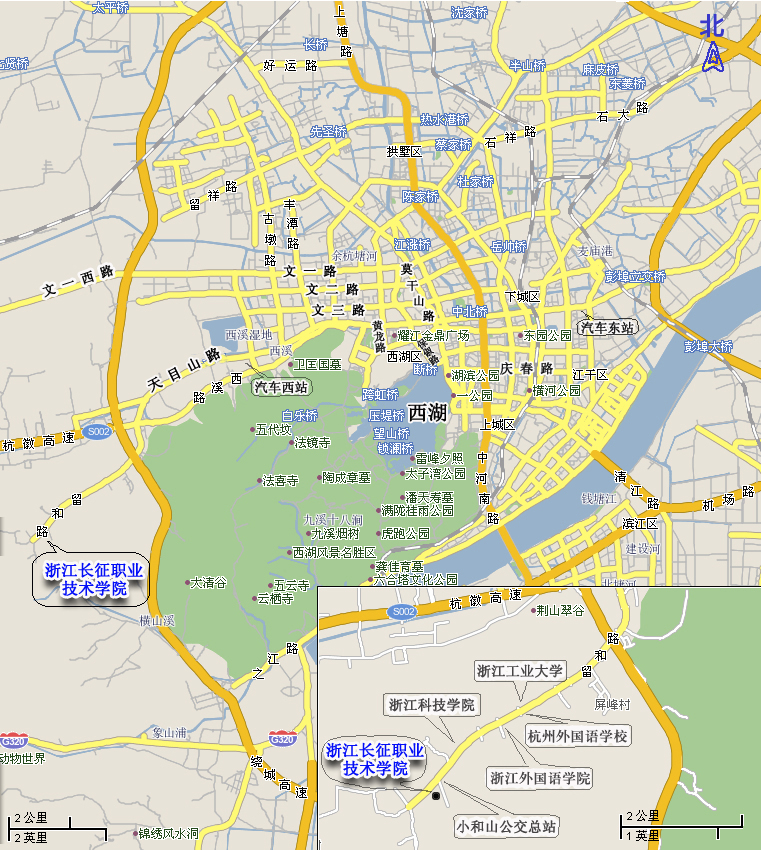 太平桥
上塘路
沈家桥
北
长桥
好运路
半山桥
麻皮桥
东菱桥
热水港桥
石大路
先圣桥
石祥路
蔡家桥
拱墅区
杜家桥
留祥路
陈家桥
古墩路
丰潭路
江涨桥
岳帅桥
支庙港
余杭塘河
文一西路
文一路
莫干山路
彭埠立交桥
文二路
下城区
文三路
中北桥
汽车东站
西溪湿地
黄龙路
耀江金鼎广场
东园公园
彭埠大桥
西溪
西湖区
天目山路
卫匡国墓
断桥
庆春路
湖滨公园
江干区
西溪路
汽车西站
跨虹桥
一公园
横河公园
白乐桥
压堤桥
西湖
五代坟
望山桥
上城区
杭徽高速
S002
法镜寺
锁澜桥
雷峰夕照
中河南路
太子湾公园
清江路
法喜寺
陶成章墓
潘天寿墓
机场路
留和路
满陇桂雨公园
钱塘江
九溪十八涧
滨江区
九溪烟树
虎跑公园
西湖风景名胜区
建设河
龚佳育墓
六合塔文化公园
浙江长征职业
技术学院
大清谷
五云寺
云栖寺
北塘河
横山溪
之江路
象山浦
G320
G320
动物世界
绕城高速
2 公里
2 英里
锦绣风水洞
杭徽高速
S002
荆山翠谷
留和路
浙江工业大学
屏峰村
浙江科技学院
杭州外国语学校
浙江长征职业
技术学院
浙江外国语学院
小和山公交总站
2 公里
1 英里